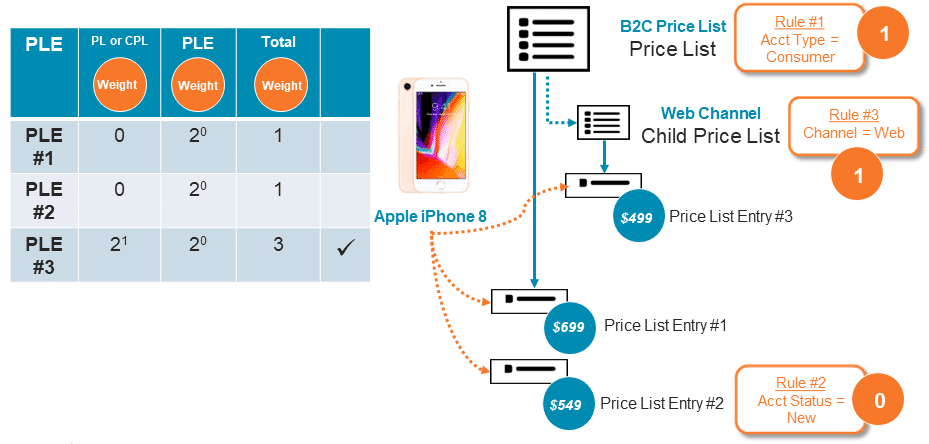 PLE
PL or CPL
Weight
PLE
Weight
Total
Weight
PLE
#1
0
2⁰
1
PLE
#2
0
2⁰
1
PLE
#3
2¹
2⁰
3
✓
B2C Price List
Price List
Rule #1
Acct Type =
Consumer
1
Web Channel
Child Price List
Rule #3
Channel = Web
1
Apple iPhone 8
$499
Price List Entry #3
$699
Price List Entry #1
$549
Price List Entry #2
Rule #2
Acct Status =
New
0